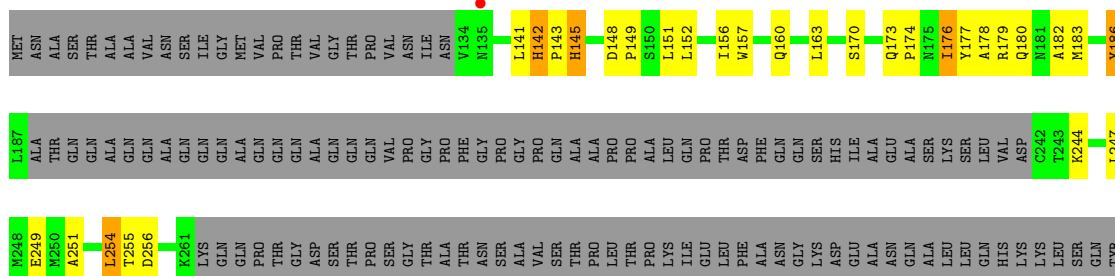 MET ASN ALA SER THR ALA ALA VAL ASN SER ILE GLY MET VAL PRO THR VAL GLY THR PRO VAL ASN ILE ASN V134 N135 L141 H142 P143 H145 D148 P149 S150 L151 L152 I156 W157 Q160 L163 S170 Q173 P174 N175 I176 Y177 A178 R179 Q180 N181 A182 M183 Y186
L187 ALA THR GLN GLN ALA GLN GLN ALA GLN GLN GLN ALA GLN GLN GLN ALA GLN GLN GLN VAL PRO GLY PRO PHE GLY PRO GLY PRO GLN ALA ALA PRO PRO ALA LEU GLN PRO THR ASP PHE GLN GLN SER HIS ILE ALA GLU ALA SER LYS SER LEU VAL ASP C242 T243 K244 L247
M248 E249 M250 A251 L254 T255 D256 K261 LYS GLN GLN PRO THR GLY ASP SER THR THR PRO SER GLY THR THR ALA THR ASN SER ALA VAL SER THR PRO LEU THR PRO LYS ILE GLU LEU PHE ALA ASN GLY LYS ASP GLU ALA ASN GLN ALA LEU LEU GLN HIS LYS LYS LEU SER GLN TRP